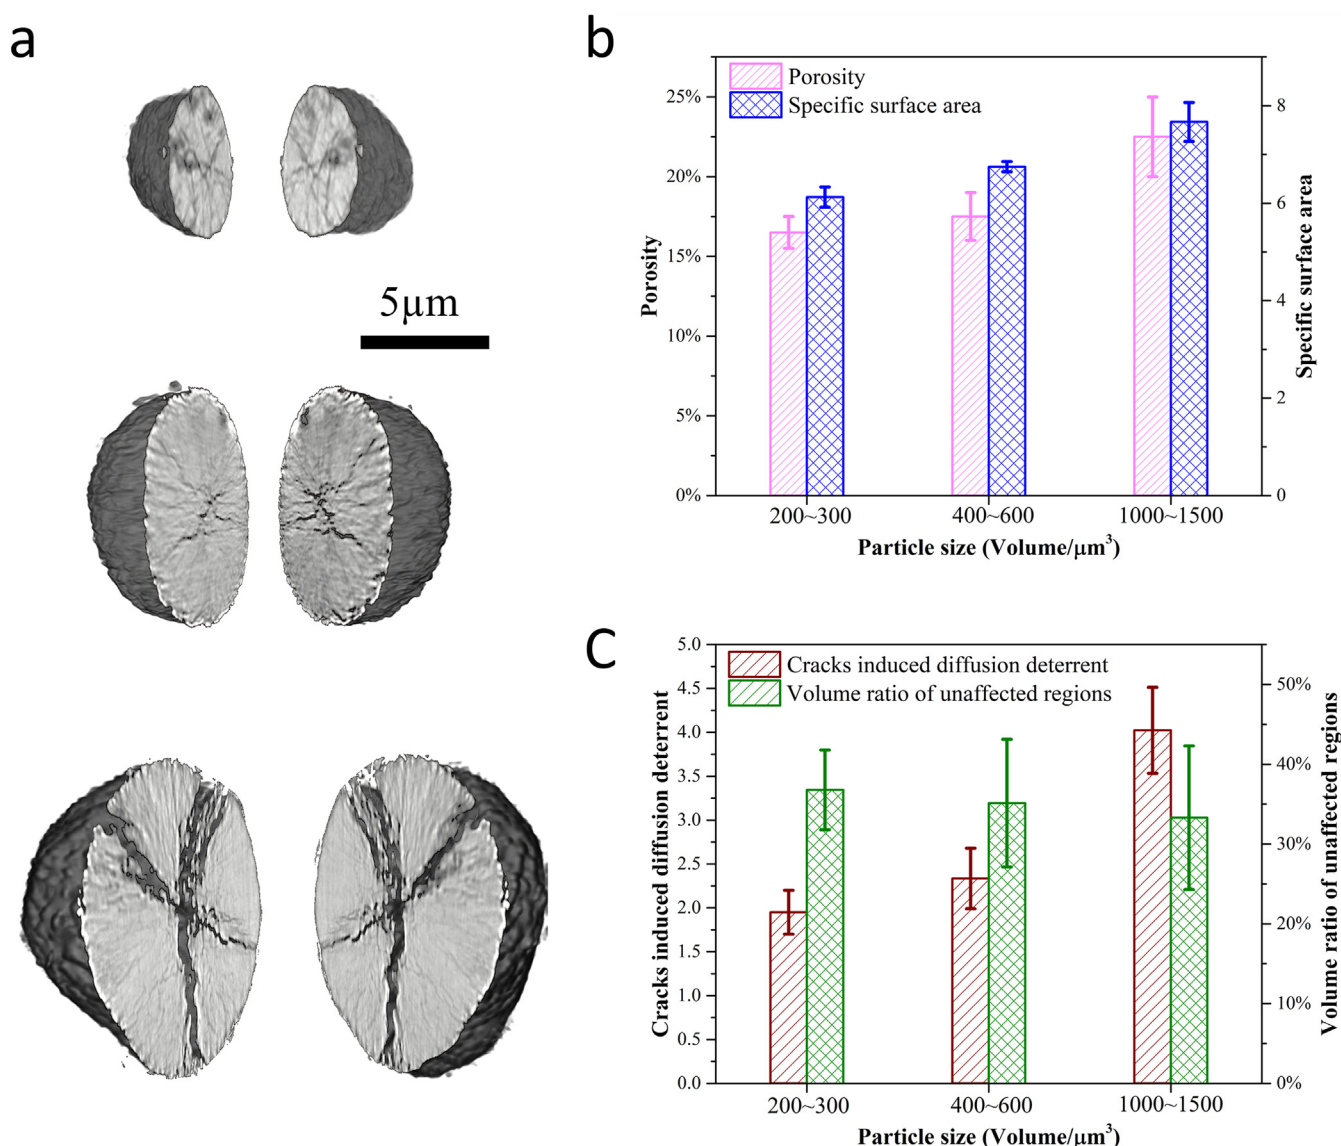 a
5μm
b
Porosity
Specific surface area
25%
20%
15%
10%
5%
0%
Porosity
8
6
4
2
0
Specific surface area
200~300
400~600
1000~1500
Particle size (Volume/μm³)
C
Cracks induced diffusion deterrent
Volume ratio of unaffected regions
5.0
4.5
4.0
3.5
3.0
2.5
2.0
1.5
1.0
0.5
0.0
Cracks induced diffusion deterrent
50%
40%
30%
20%
10%
0%
Volume ratio of unaffected regions
200~300
400~600
1000~1500
Particle size (Volume/μm³)